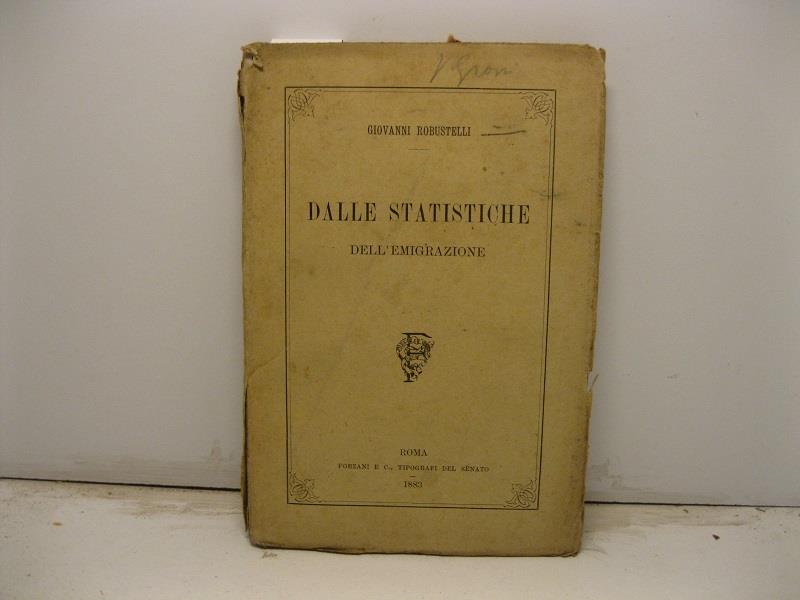 GIOVANNI ROBUSTELLI
DALLE STATISTICHE
DELL'EMIGRAZIONE
ROMA
FORZANI E C., TIPOGRAFI DEL SENATO
1883